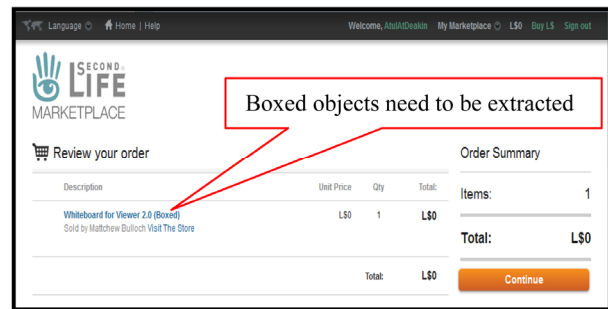 Language Home | Help Welcome, AtulAtDeakin My Marketplace L$0 Buy L$ Sign out
SECOND
LIFE
MARKETPLACE
Boxed objects need to be extracted
Review your order
Order Summary
Description Unit Price Qty Total:
Items: 1
Whiteboard for Viewer 2.0 (Boxed) L$0 1 L$0
Sold by Mattchew Bulloch Visit The Store
Total: L$0
Total: L$0
Continue